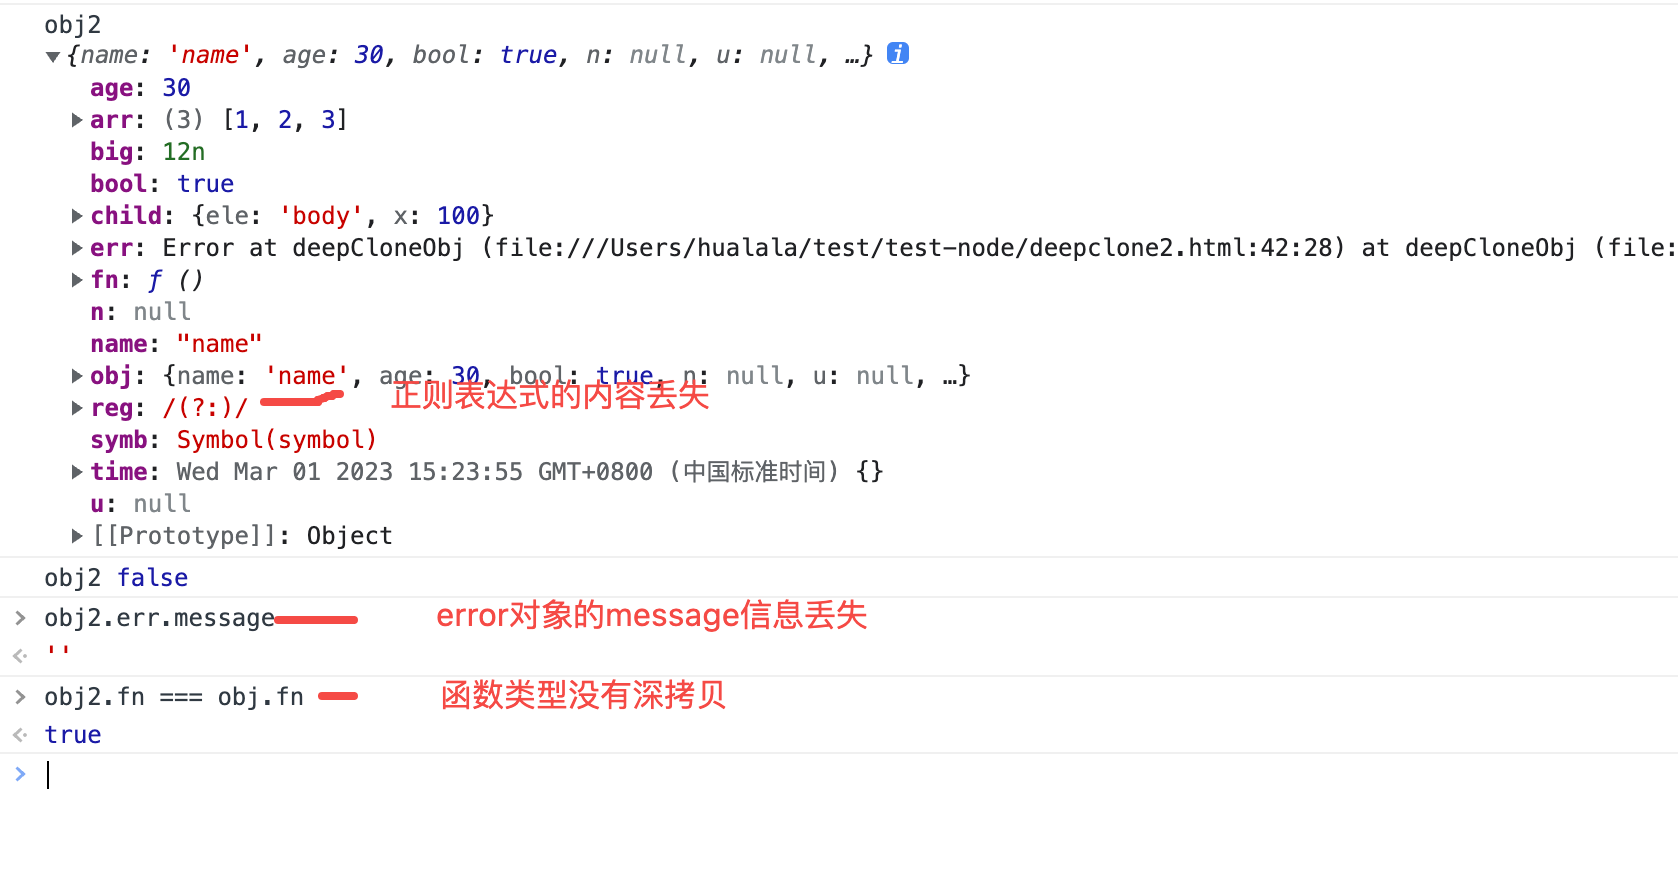 obj2
{name: 'name', age: 30, bool: true, n: null, u: null, …} i
age: 30
arr: (3) [1, 2, 3]
big: 12n
bool: true
child: {ele: 'body', x: 100}
err: Error at deepCloneObj (file:///Users/hualala/test/test-node/deepclone2.html:42:28) at deepCloneObj (file:
fn: ƒ ()
n: null
name: "name"
obj: {name: 'name', age: 30, bool: true, n: null, u: null, …}
正则表达式的内容丢失
reg: /(?:)/
symb: Symbol(symbol)
time: Wed Mar 01 2023 15:23:55 GMT+0800 (中国标准时间) {}
u: null
[[Prototype]]: Object
obj2 false
obj2.err.message error对象的message信息丢失
''
obj2.fn === obj.fn 函数类型没有深拷贝
true